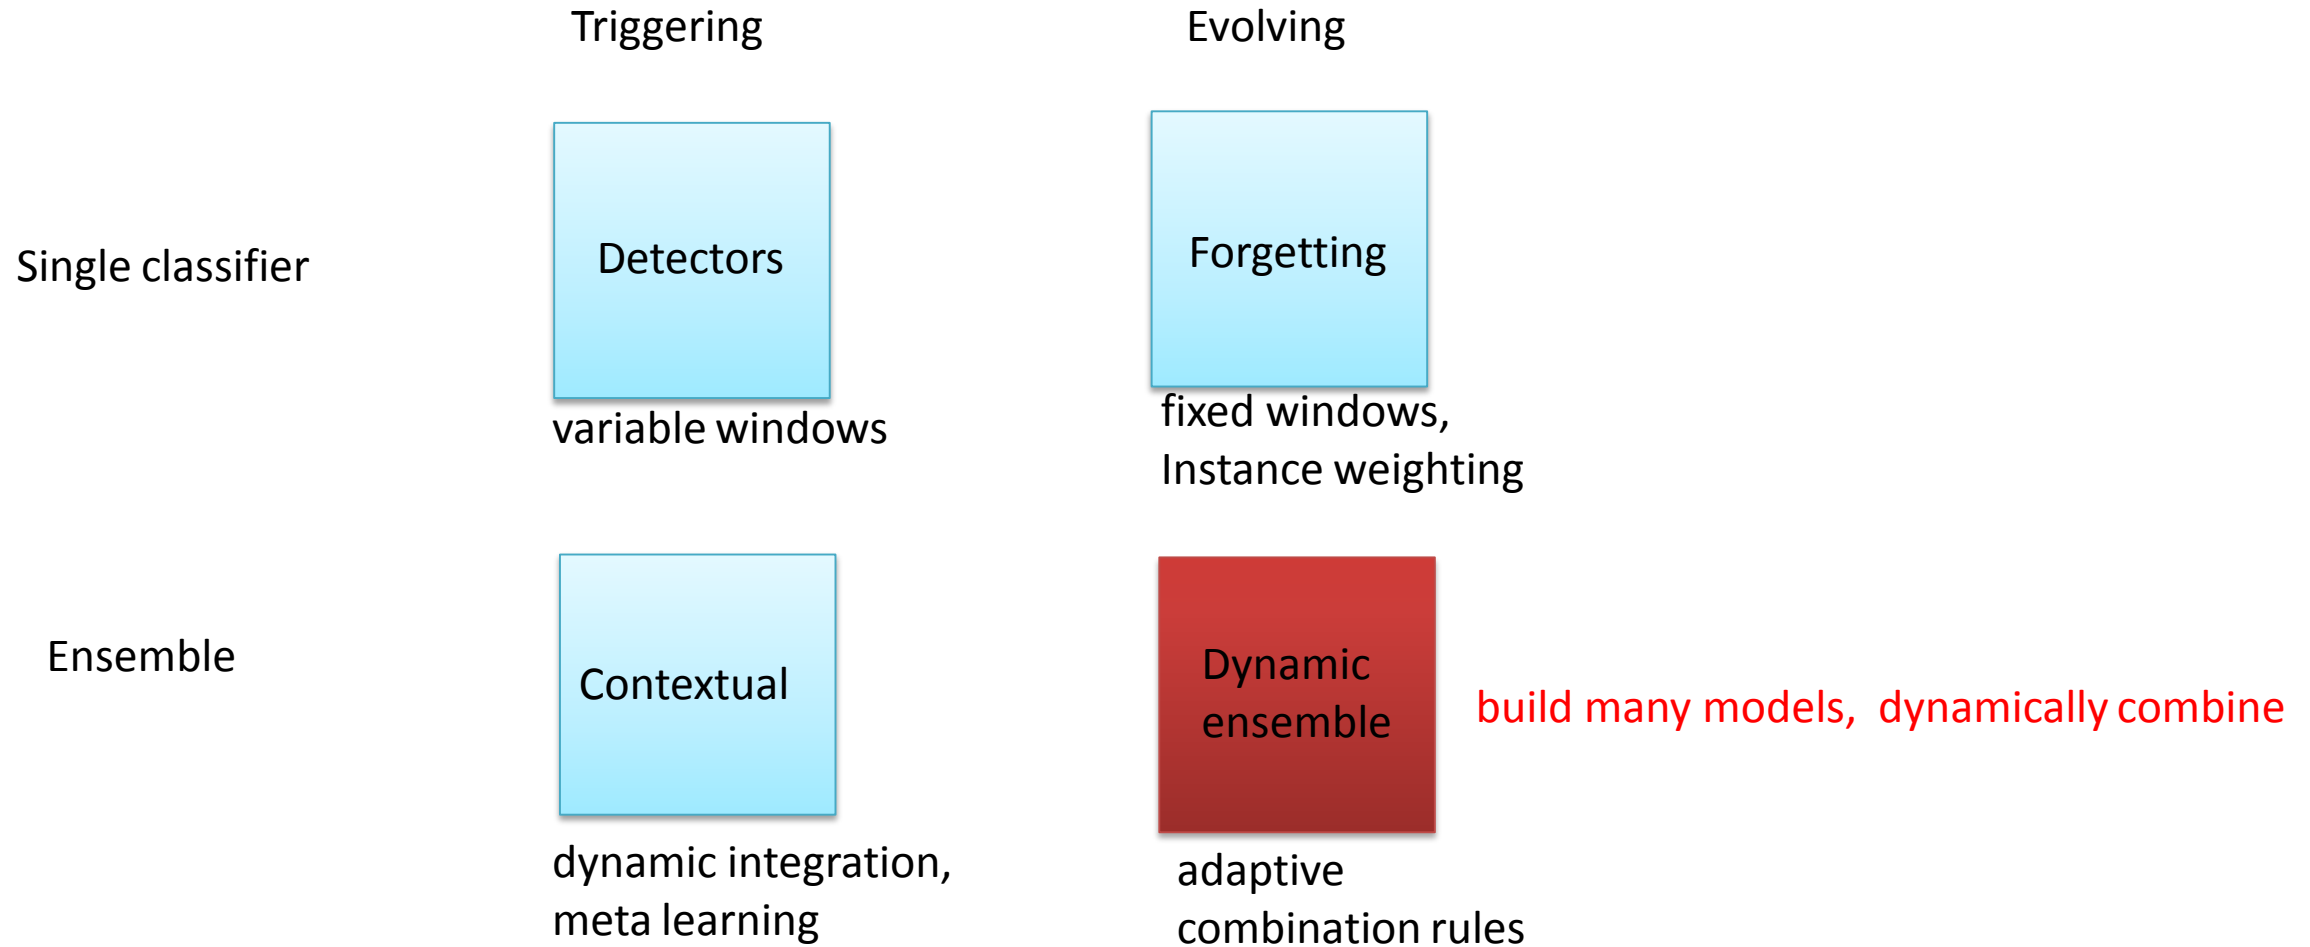 Triggering
Evolving
Single classifier
Detectors
Forgetting
variable windows
fixed windows,
Instance weighting
Ensemble
Contextual
Dynamic
ensemble
build many models,  dynamically combine
dynamic integration,
meta learning
adaptive
combination rules